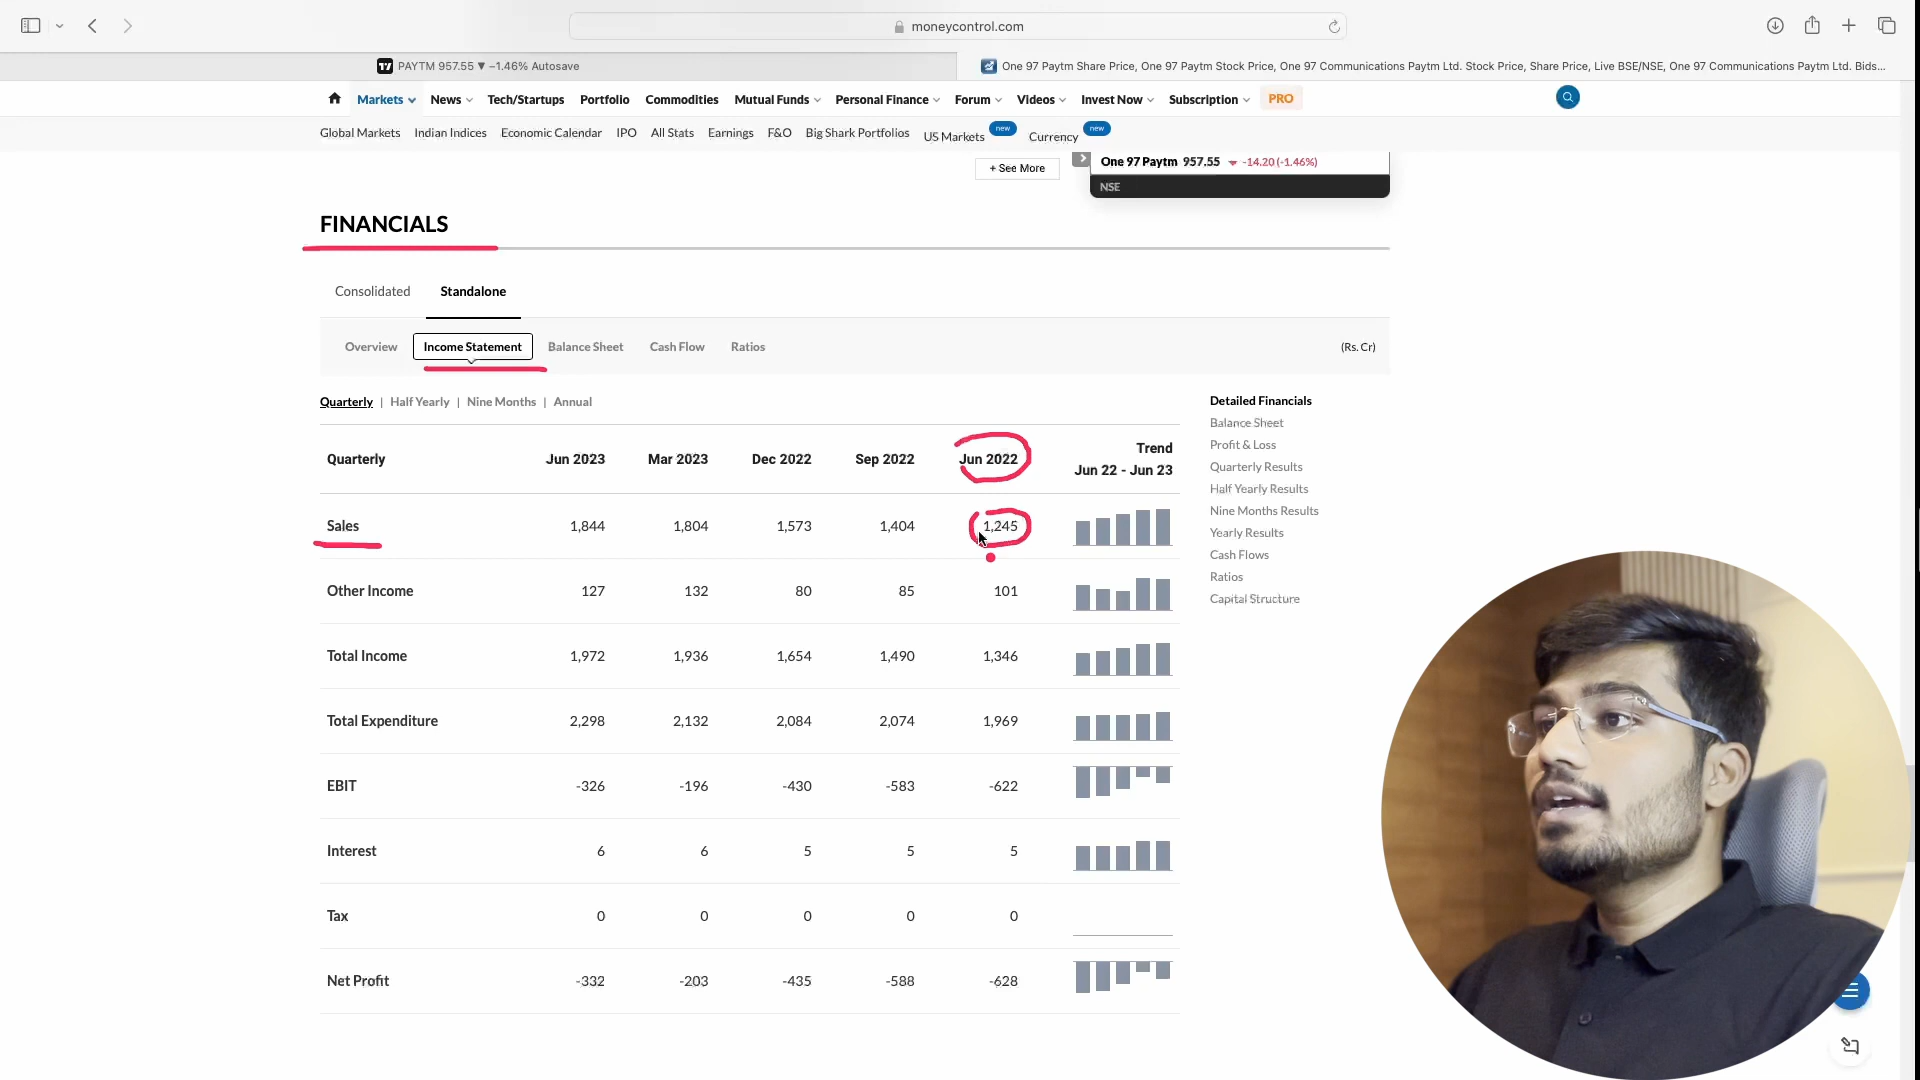 moneycontrol.com
PAYTM 957.55 ▼ −1.46% Autosave
One 97 Paytm Share Price, One 97 Paytm Stock Price, One 97 Communications Paytm Ltd. Stock Price, Share Price, Live BSE/NSE, One 97 Communications Paytm Ltd. Bids...
Markets News Tech/Startups Portfolio Commodities Mutual Funds Personal Finance Forum Videos Invest Now Subscription PRO
Global Markets Indian Indices Economic Calendar IPO All Stats Earnings F&O Big Shark Portfolios US Markets new Currency new
+ See More
One 97 Paytm 957.55 ▼ -14.20 (-1.46%)
NSE
FINANCIALS
Consolidated Standalone
Overview Income Statement Balance Sheet Cash Flow Ratios (Rs. Cr)
Quarterly | Half Yearly | Nine Months | Annual
Quarterly Jun 2023 Mar 2023 Dec 2022 Sep 2022 Jun 2022 Trend
Jun 22 - Jun 23
Sales 1,844 1,804 1,573 1,404 1,245
Other Income 127 132 80 85 101
Total Income 1,972 1,936 1,654 1,490 1,346
Total Expenditure 2,298 2,132 2,084 2,074 1,969
EBIT -326 -196 -430 -583 -622
Interest 6 6 5 5 5
Tax 0 0 0 0 0
Net Profit -332 -203 -435 -588 -628
Detailed Financials
Balance Sheet
Profit & Loss
Quarterly Results
Half Yearly Results
Nine Months Results
Yearly Results
Cash Flows
Ratios
Capital Structure